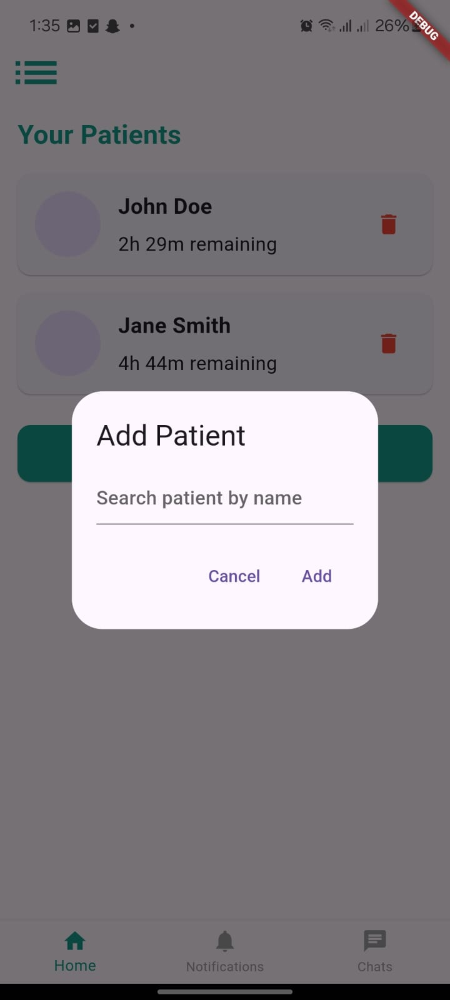 1:35
26%
DEBUG
Your Patients
John Doe
2h 29m remaining
Jane Smith
4h 44m remaining
Add Patient
Search patient by name
Cancel Add
Home Notifications Chats